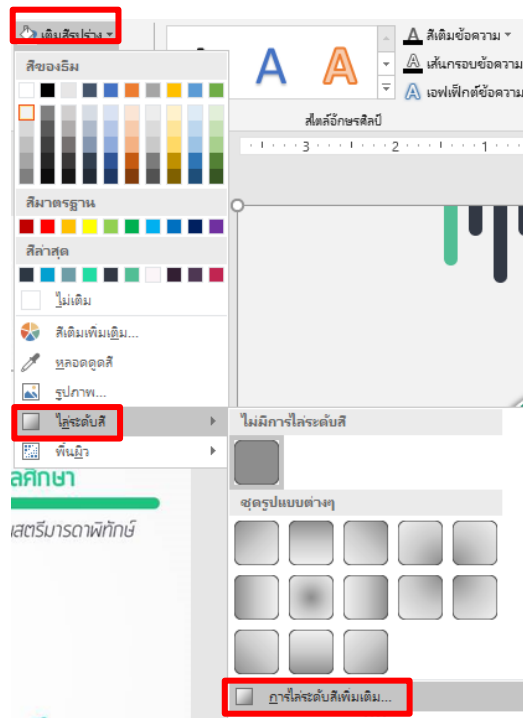 เติมสีรูปร่าง
สีของธีม
สีมาตรฐาน
สีล่าสุด
ไม่เติม
สีเติมเพิ่มเติม...
หลอดดูดสี
รูปภาพ...
ไล่ระดับสี
พื้นผิว
A A
A สีเติมข้อความ
A เส้นกรอบข้อความ
A เอฟเฟ็กต์ข้อความ
สไตล์อักษรศิลป์
3 2 1
ไม่มีการไล่ระดับสี
ชุดรูปแบบต่างๆ
การไล่ระดับสีเพิ่มเติม...
ลศึกษา
สตรีมารดาพิทักษ์